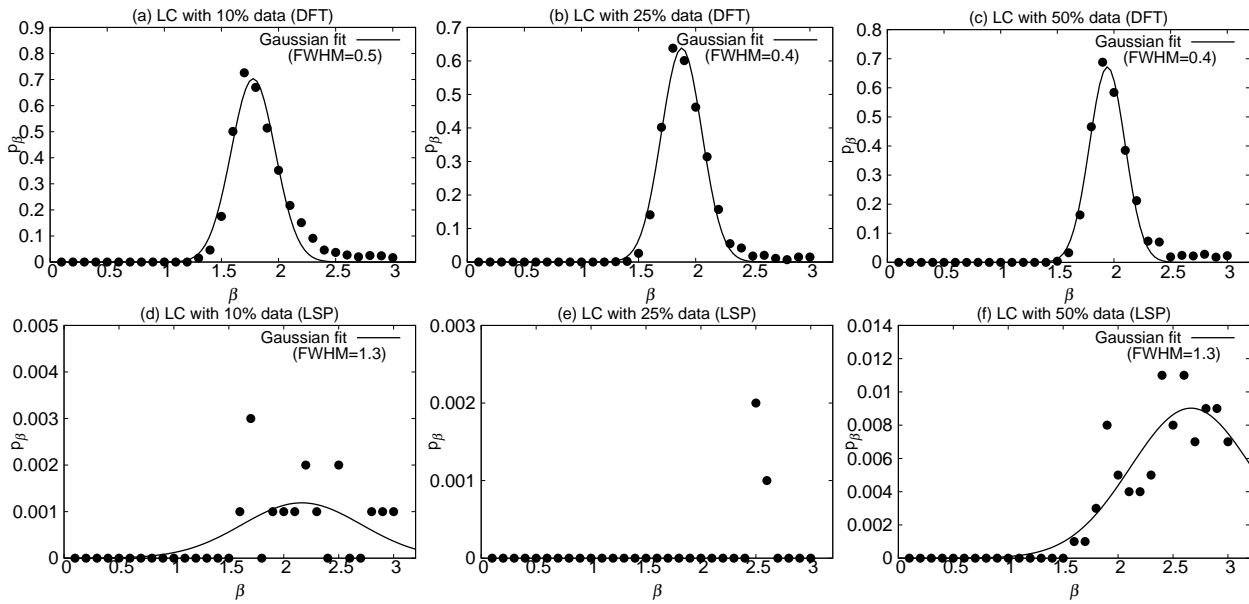 (a) LC with 10% data (DFT)
Gaussian fit
(FWHM=0.5)
0.9
0.8
0.7
0.6
0.5
0.4
0.3
0.2
0.1
0
pβ
0 0.5 1 1.5 2 2.5 3
β
(b) LC with 25% data (DFT)
Gaussian fit
(FWHM=0.4)
0.7
0.6
0.5
0.4
0.3
0.2
0.1
0
pβ
0 0.5 1 1.5 2 2.5 3
β
(c) LC with 50% data (DFT)
Gaussian fit
(FWHM=0.4)
0.8
0.7
0.6
0.5
0.4
0.3
0.2
0.1
0
pβ
0 0.5 1 1.5 2 2.5 3
β
(d) LC with 10% data (LSP)
Gaussian fit
(FWHM=1.3)
0.005
0.004
0.003
0.002
0.001
0
pβ
0 0.5 1 1.5 2 2.5 3
β
(e) LC with 25% data (LSP)
0.003
0.002
0.001
0
pβ
0 0.5 1 1.5 2 2.5 3
β
(f) LC with 50% data (LSP)
Gaussian fit
(FWHM=1.3)
0.014
0.012
0.01
0.008
0.006
0.004
0.002
0
pβ
0 0.5 1 1.5 2 2.5 3
β